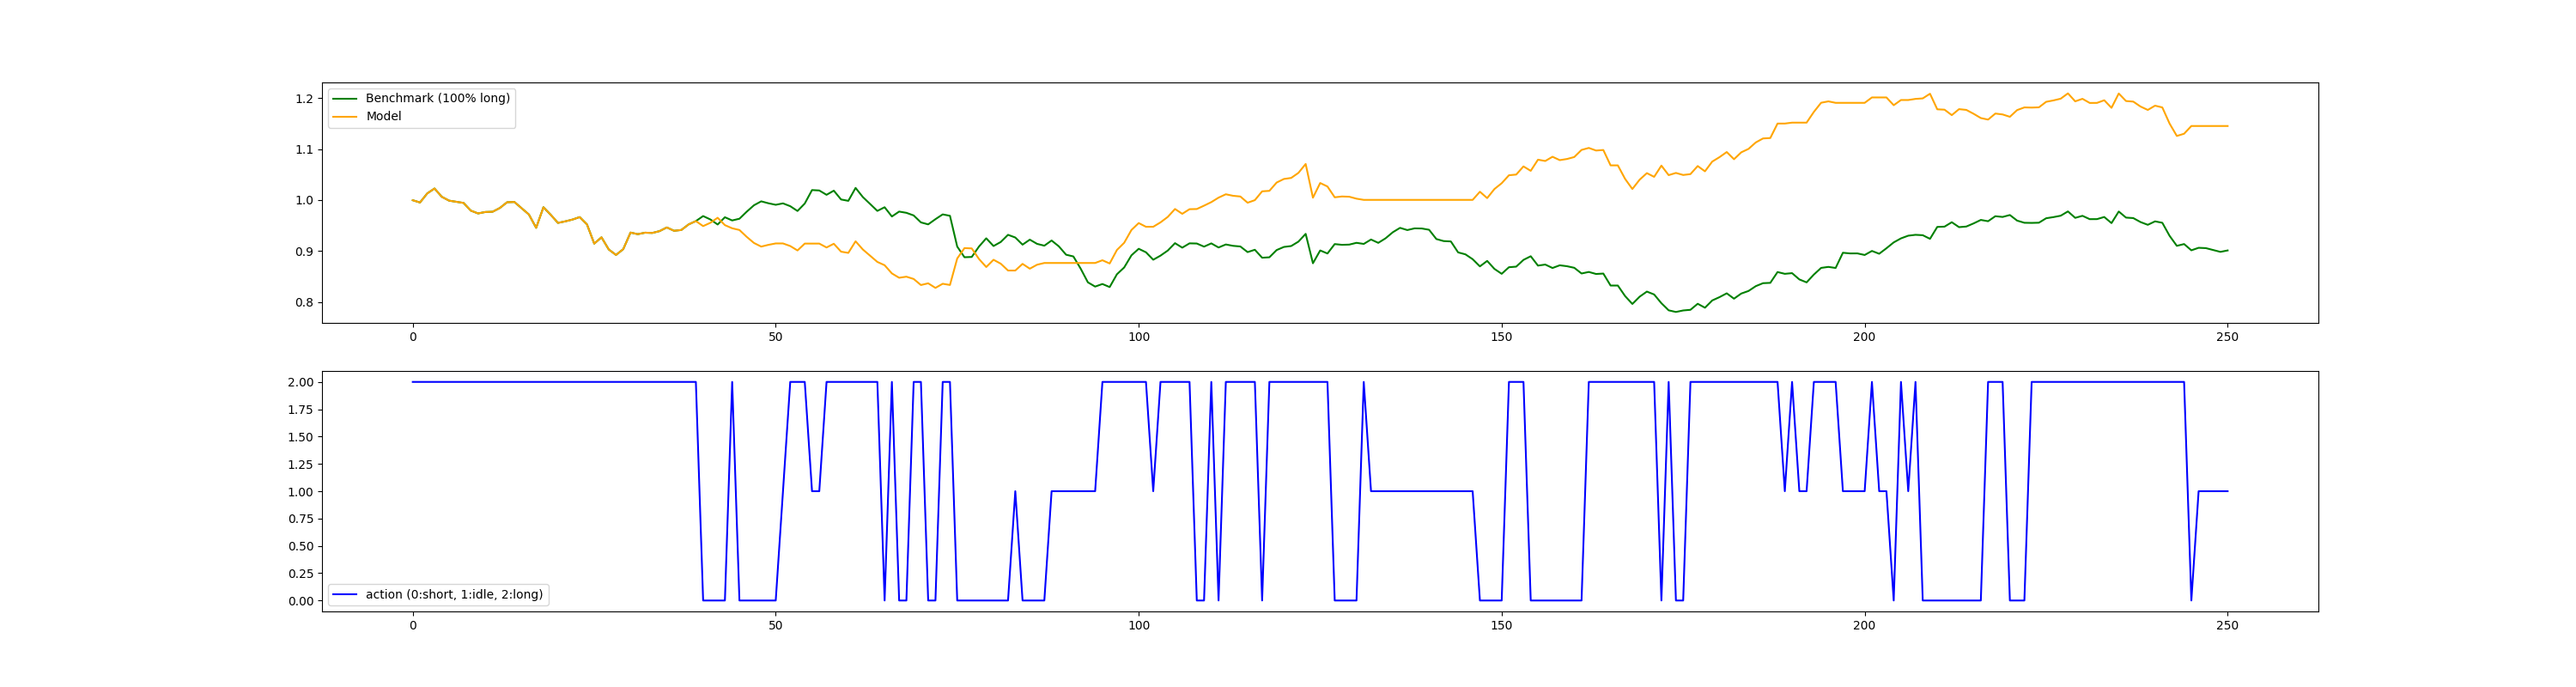 1.2
1.1
1.0
0.9
0.8
Benchmark (100% long)
Model
0 50 100 150 200 250
2.00
1.75
1.50
1.25
1.00
0.75
0.50
0.25
0.00
action (0:short, 1:idle, 2:long)
0 50 100 150 200 250